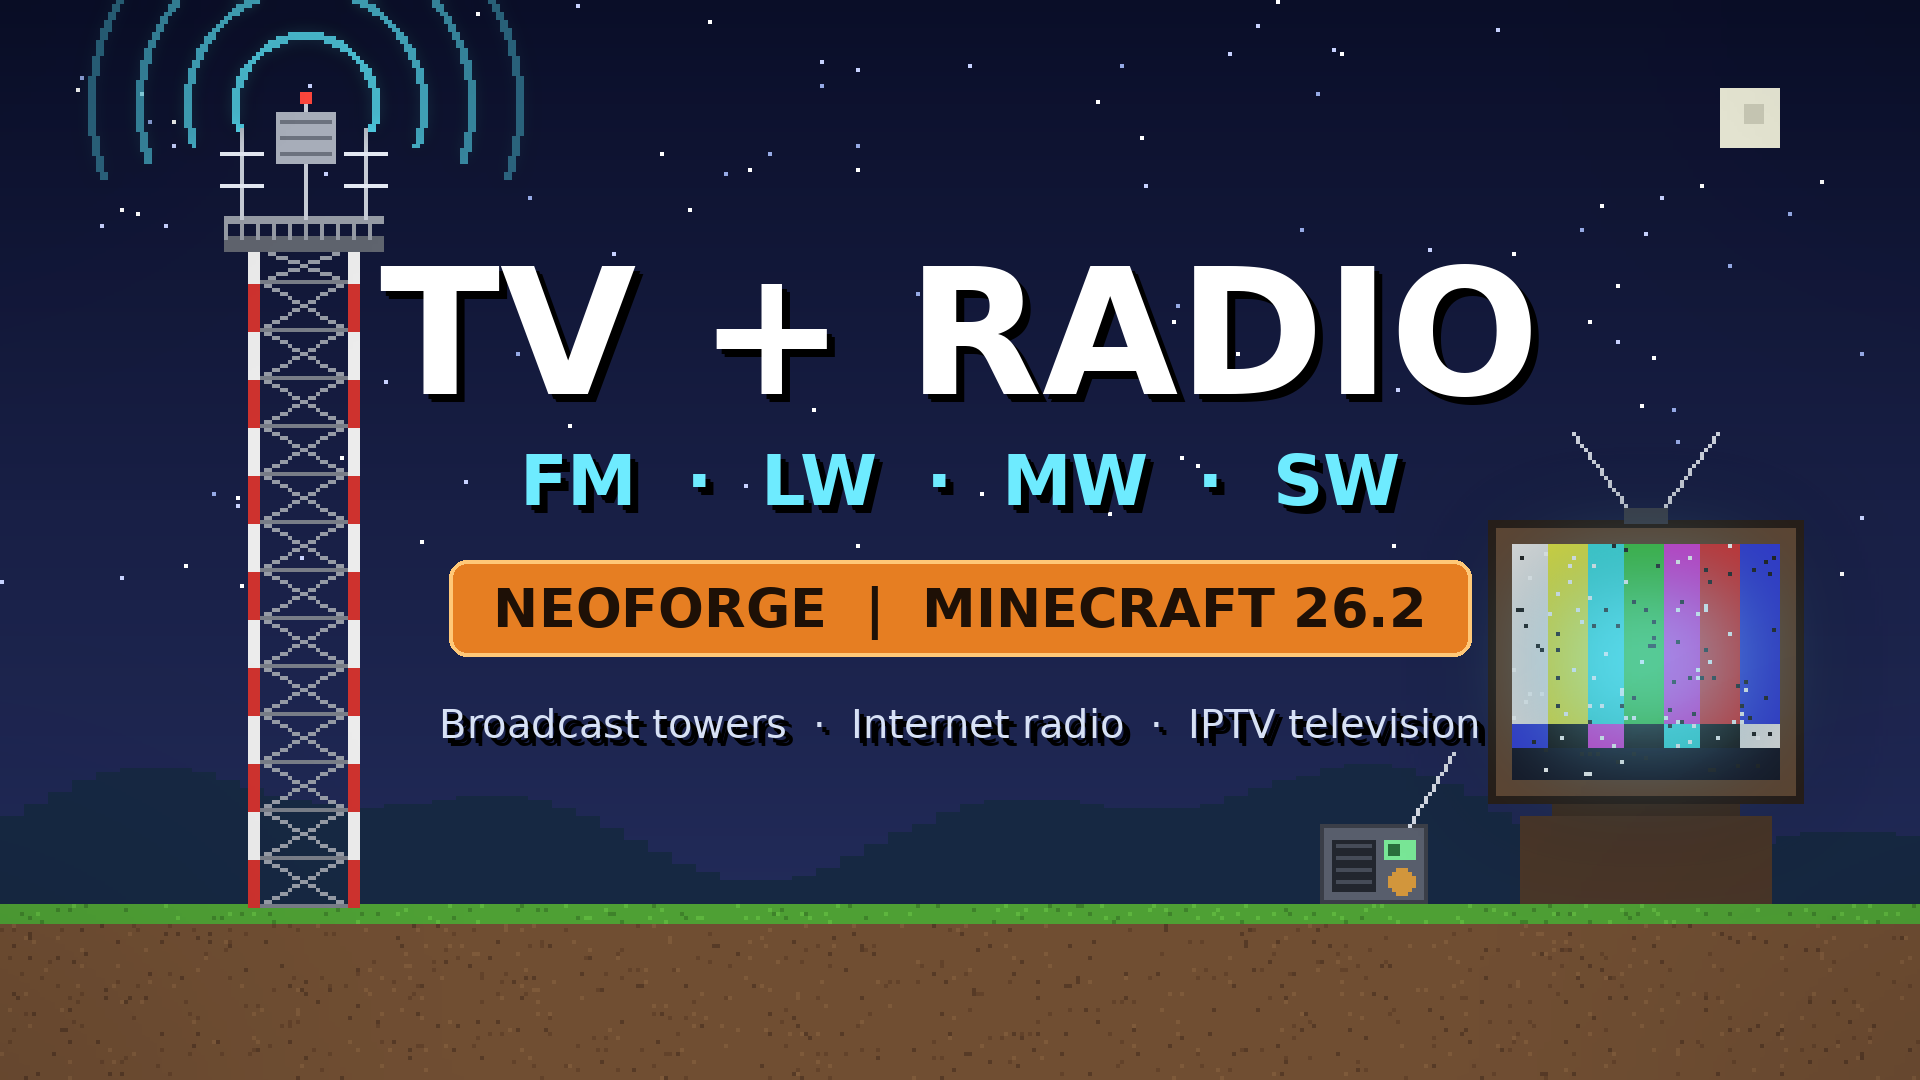 TV + RADIO
FM · LW · MW · SW
NEOFORGE | MINECRAFT 26.2
Broadcast towers · Internet radio · IPTV television